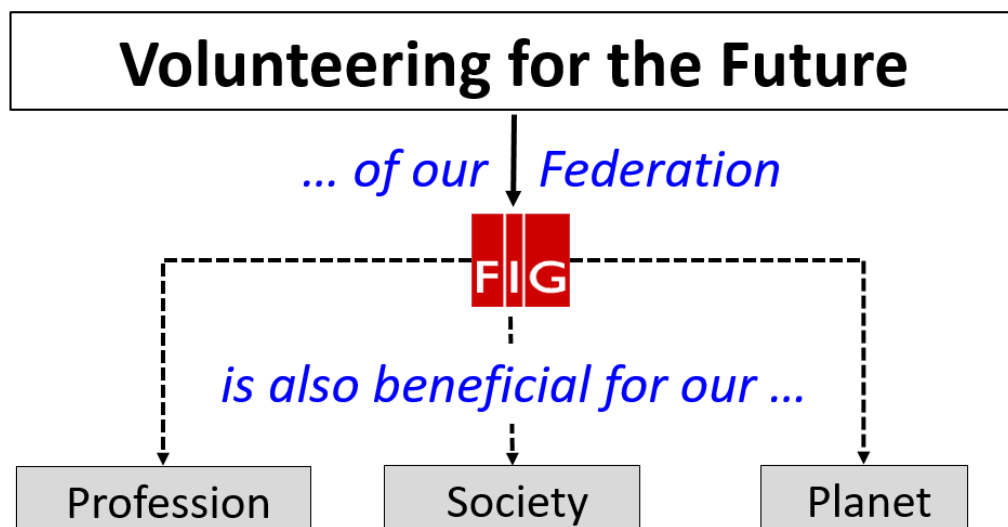 Volunteering for the Future
... of our Federation
FIG
is also beneficial for our ...
Profession Society Planet